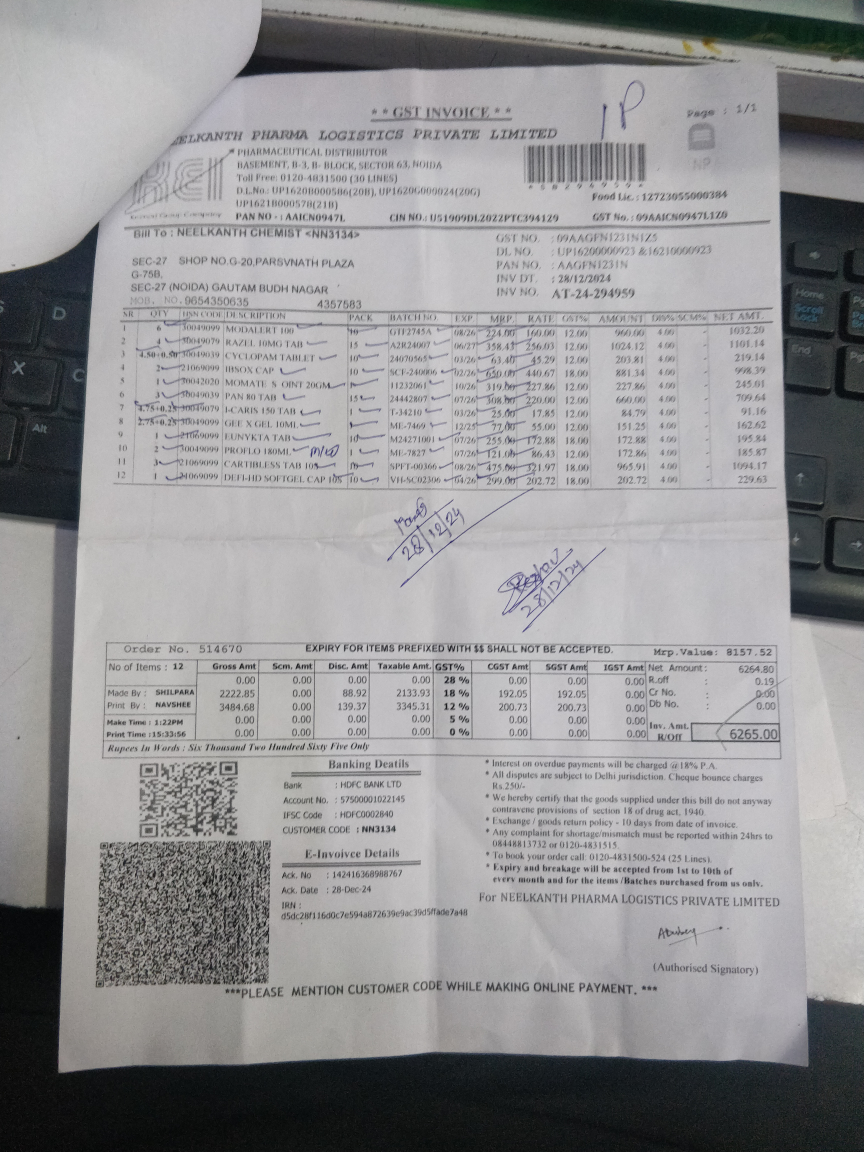 * * GST INVOICE * *
1P
Page : 1/1
EELKANTH PHARMA LOGISTICS PRIVATE LIMITED
PHARMACEUTICAL DISTRIBUTOR
BASEMENT, B-3, B- BLOCK, SECTOR 63, NOIDA
Toll Free: 0120-4831500 (30 LINES)
D.L.No.: UP1620B000586(20B), UP1620G000024(20G)
UP1621B000578(21B)
NP
Food Lic. : 12723055000384
PAN NO - : AAICN0947L CIN NO.: U51909DL2022PTC394129 GST No. : 09AAICN0947L1Z0
Bill To : NEELKANTH CHEMIST <NN3134>
SEC-27 SHOP NO.G-20,PARSVNATH PLAZA
G-75B,
SEC-27 (NOIDA) GAUTAM BUDH NAGAR
MOB. NO. 9654350635 4357583
GST NO. : 09AAGFN1231N1Z5
DL NO. : UP16200000923 &16210000923
PAN NO. : AAGFN1231N
INV DT. : 28/12/2024
INV NO. AT-24-294959
SR QTY HSN CODE DESCRIPTION PACK BATCH NO. EXP. MRP. RATE GST% AMOUNT DIS% SCM% NET AMT.
1 6 30049099 MODALERT 100 10 GTF2745A 08/26 224.00 160.00 12.00 960.00 4.00 - 1032.20
2 4 30049079 RAZEL 10MG TAB 15 A2R24007 06/27 358.43 256.03 12.00 1024.12 4.00 - 1101.14
3 4.50+0.50 30049039 CYCLOPAM TABLET 10 24070565 03/26 63.40 45.29 12.00 203.81 4.00 - 219.14
4 2 21069099 IHSOX CAP 10 SCF-240006 02/26 650.00 440.67 18.00 881.34 4.00 - 998.39
5 1 30042020 MOMATE S OINT 20GM 11232061 10/26 319.00 227.86 12.00 227.86 4.00 - 245.01
6 3 30049039 PAN 80 TAB 15 24442807 07/26 308.00 220.00 12.00 660.00 4.00 - 709.64
7 4.75+0.25 30049079 I-CARIS 150 TAB 1 T-34210 03/26 25.00 17.85 12.00 84.79 4.00 - 91.16
8 2.75+0.25 30049099 GEE X GEL 10ML ME-7469 12/25 77.00 55.00 12.00 151.25 4.00 - 162.62
9 1 21069099 EUNYKTA TAB 10 M24271001 07/26 255.00 172.88 18.00 172.88 4.00 - 195.84
10 2 30049099 PROFLO 180ML 1 ME-7827 07/26 121.00 86.43 12.00 172.86 4.00 - 185.87
11 3 21069099 CARTIBLESS TAB 10S SPFT-00366 08/26 475.00 321.97 18.00 965.91 4.00 - 1094.17
12 1 21069099 DEFI-HD SOFTGEL CAP 10S 10 VH-SC02306 04/26 299.00 202.72 18.00 202.72 4.00 - 229.63
28/12/24
28/12/24
Order No. 514670 EXPIRY FOR ITEMS PREFIXED WITH $$ SHALL NOT BE ACCEPTED. Mrp.Value: 8157.52
No of Items : 12 Gross Amt Scm. Amt Disc. Amt Taxable Amt. GST% CGST Amt SGST Amt IGST Amt Net Amount : 6264.80
0.00 0.00 0.00 0.00 28 % 0.00 0.00 0.00 R.off : 0.19
Made By : SHILPARA 2222.85 0.00 88.92 2133.93 18 % 192.05 192.05 0.00 Cr No. : 0.00
Print By : NAVSHEE 3484.68 0.00 139.37 3345.31 12 % 200.73 200.73 0.00 Db No. : 0.00
Make Time : 1:22PM 0.00 0.00 0.00 0.00 5 % 0.00 0.00 0.00 Inv. Amt.
Print Time :15:33:56 0.00 0.00 0.00 0.00 0 % 0.00 0.00 0.00 R/Off 6265.00
Rupees In Words : Six Thousand Two Hundred Sixty Five Only
Banking Deatils
Bank : HDFC BANK LTD
Account No. : 57500001022145
IFSC Code : HDFC0002840
CUSTOMER CODE : NN3134
E-Invoivce Details
Ack. No : 142416368988767
Ack. Date : 28-Dec-24
IRN :
d5dc28f116d0c7e594a872639e9ac39d5ffade7a48
* Interest on overdue payments will be charged @18% P.A.
* All disputes are subject to Delhi jurisdiction. Cheque bounce charges
Rs.250/-
* We hereby certify that the goods supplied under this bill do not anyway
contravene provisions of section 18 of drug act, 1940.
* Exchange / goods return policy - 10 days from date of invoice.
* Any complaint for shortage/mismatch must be reported within 24hrs to
08448813732 or 0120-4831515.
* To book your order call: 0120-4831500-524 (25 Lines).
* Expiry and breakage will be accepted from 1st to 10th of
every month and for the items /Batches purchased from us only.
For NEELKANTH PHARMA LOGISTICS PRIVATE LIMITED
(Authorised Signatory)
***PLEASE MENTION CUSTOMER CODE WHILE MAKING ONLINE PAYMENT. ***
D
X
C
Alt
Home
Scroll
Lock
End